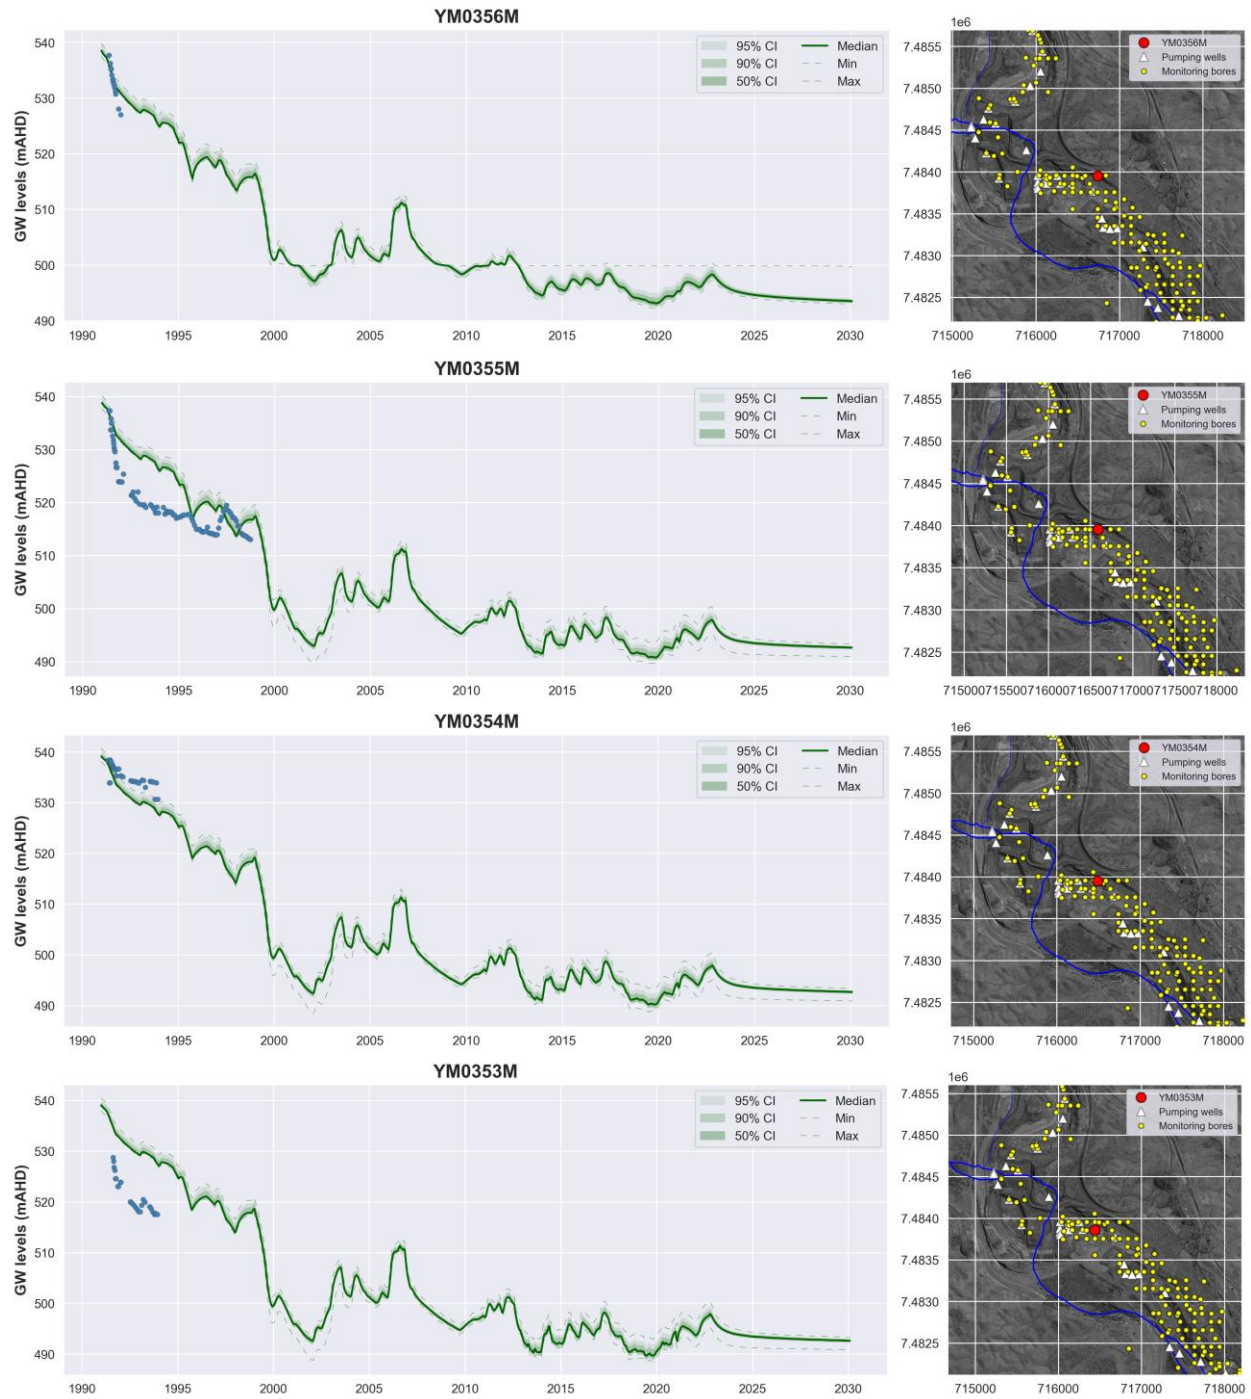 YM0356M
GW levels (mAHD)
540
530
520
510
500
490
95% CI
90% CI
50% CI
Median
Min
Max
1990 1995 2000 2005 2010 2015 2020 2025 2030
1e6
7.4855
7.4850
7.4845
7.4840
7.4835
7.4830
7.4825
YM0356M
Pumping wells
Monitoring bores
715000 716000 717000 718000
YM0355M
GW levels (mAHD)
540
530
520
510
500
490
95% CI
90% CI
50% CI
Median
Min
Max
1990 1995 2000 2005 2010 2015 2020 2025 2030
1e6
7.4855
7.4850
7.4845
7.4840
7.4835
7.4830
7.4825
YM0355M
Pumping wells
Monitoring bores
715000715500716000716500717000717500718000
YM0354M
GW levels (mAHD)
540
530
520
510
500
490
95% CI
90% CI
50% CI
Median
Min
Max
1990 1995 2000 2005 2010 2015 2020 2025 2030
1e6
7.4855
7.4850
7.4845
7.4840
7.4835
7.4830
7.4825
YM0354M
Pumping wells
Monitoring bores
715000 716000 717000 718000
YM0353M
GW levels (mAHD)
540
530
520
510
500
490
95% CI
90% CI
50% CI
Median
Min
Max
1990 1995 2000 2005 2010 2015 2020 2025 2030
1e6
7.4855
7.4850
7.4845
7.4840
7.4835
7.4830
7.4825
YM0353M
Pumping wells
Monitoring bores
715000 716000 717000 718000